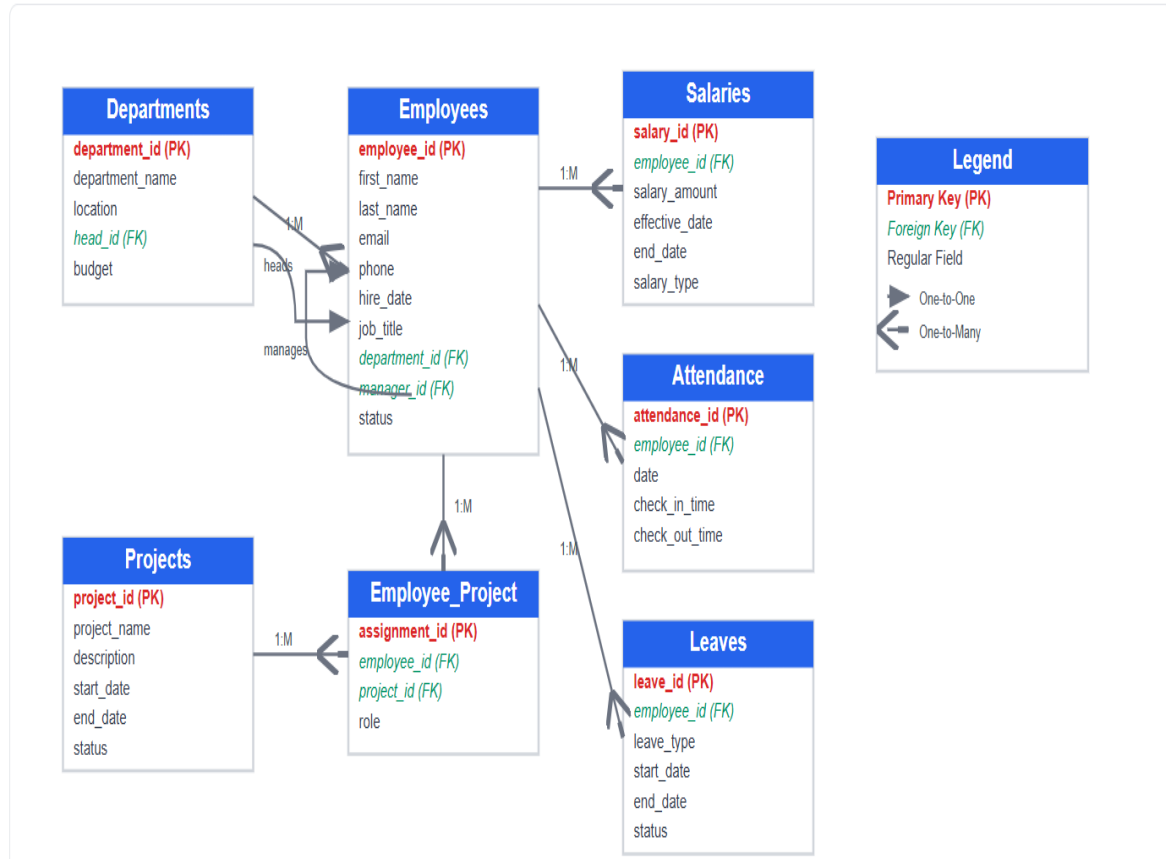 Departments
department_id (PK)
department_name
location
head_id (FK)
budget
Employees
employee_id (PK)
first_name
last_name
email
phone
hire_date
job_title
department_id (FK)
manager_id (FK)
status
Salaries
salary_id (PK)
employee_id (FK)
salary_amount
effective_date
end_date
salary_type
Legend
Primary Key (PK)
Foreign Key (FK)
Regular Field
One-to-One
One-to-Many
1:M
heads
manages
1:M
1:M
1:M
1:M
1:M
Attendance
attendance_id (PK)
employee_id (FK)
date
check_in_time
check_out_time
Projects
project_id (PK)
project_name
description
start_date
end_date
status
Employee_Project
assignment_id (PK)
employee_id (FK)
project_id (FK)
role
Leaves
leave_id (PK)
employee_id (FK)
leave_type
start_date
end_date
status